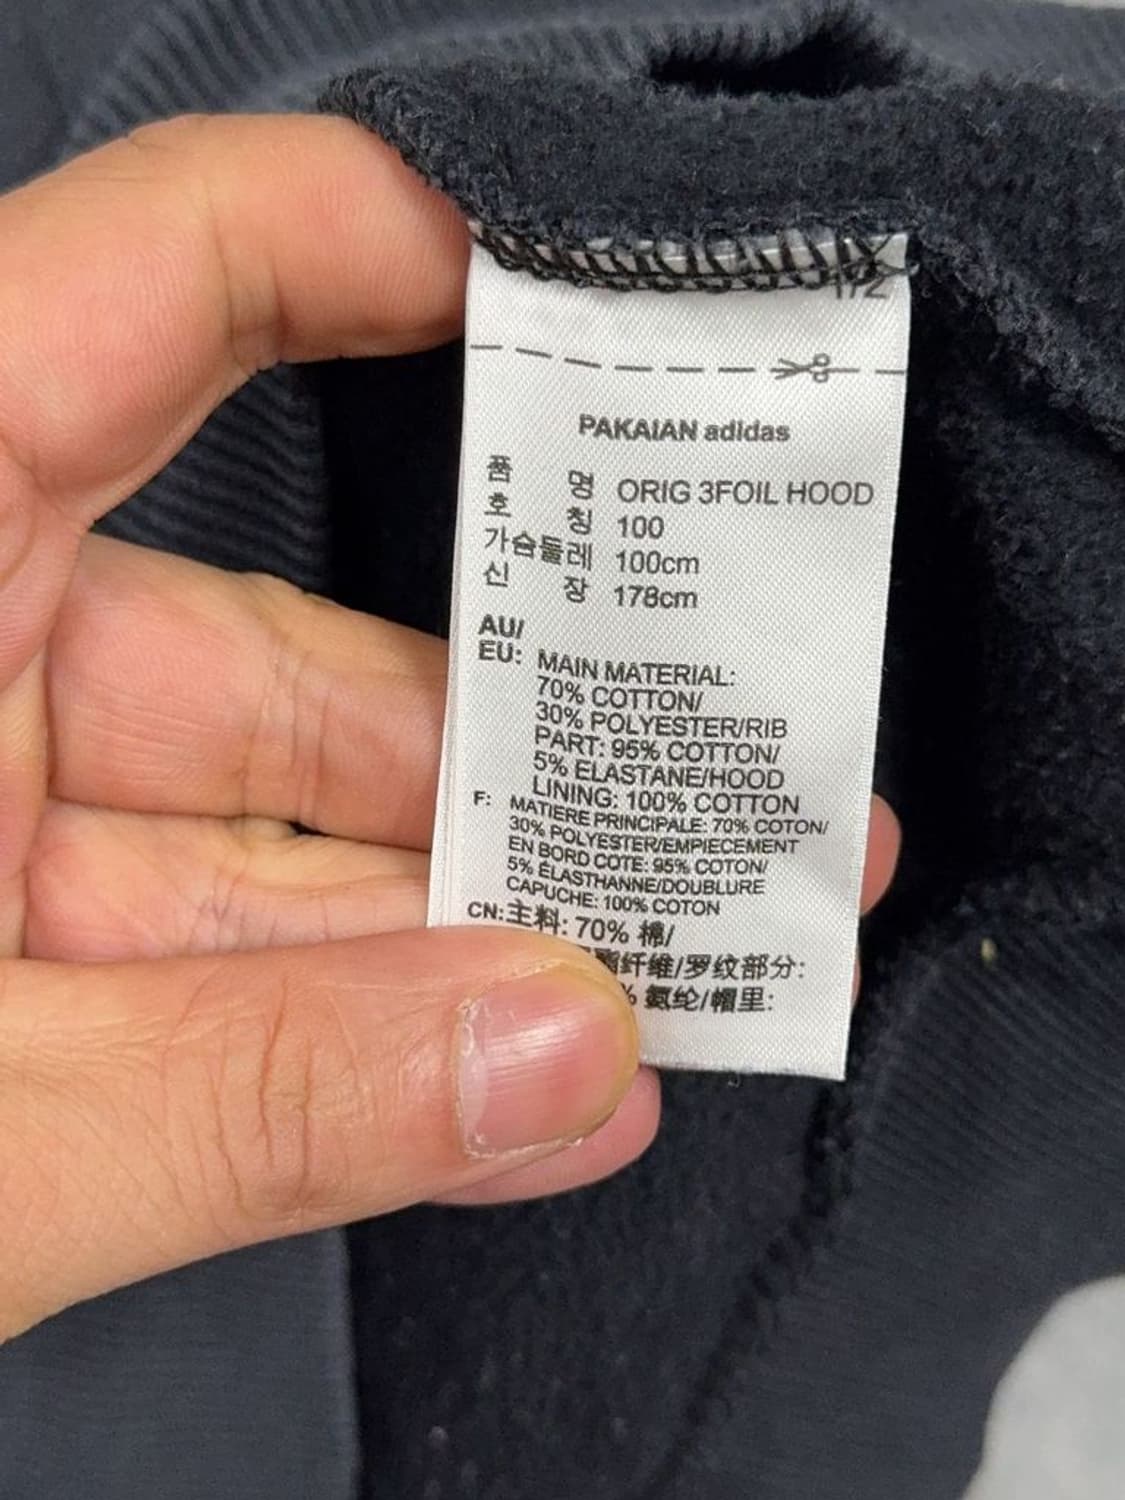 1/2
PAKAIAN adidas
품 명 ORIG 3FOIL HOOD
호 칭 100
가슴둘레 100cm
신 장 178cm
AU/
EU: MAIN MATERIAL:
70% COTTON/
30% POLYESTER/RIB
PART: 95% COTTON/
5% ELASTANE/HOOD
LINING: 100% COTTON
F: MATIERE PRINCIPALE: 70% COTON/
30% POLYESTER/EMPIECEMENT
EN BORD COTE: 95% COTON/
5% ÉLASTHANNE/DOUBLURE
CAPUCHE: 100% COTON
CN:主料: 70% 棉/
酯纤维/罗纹部分:
% 氨纶/帽里: